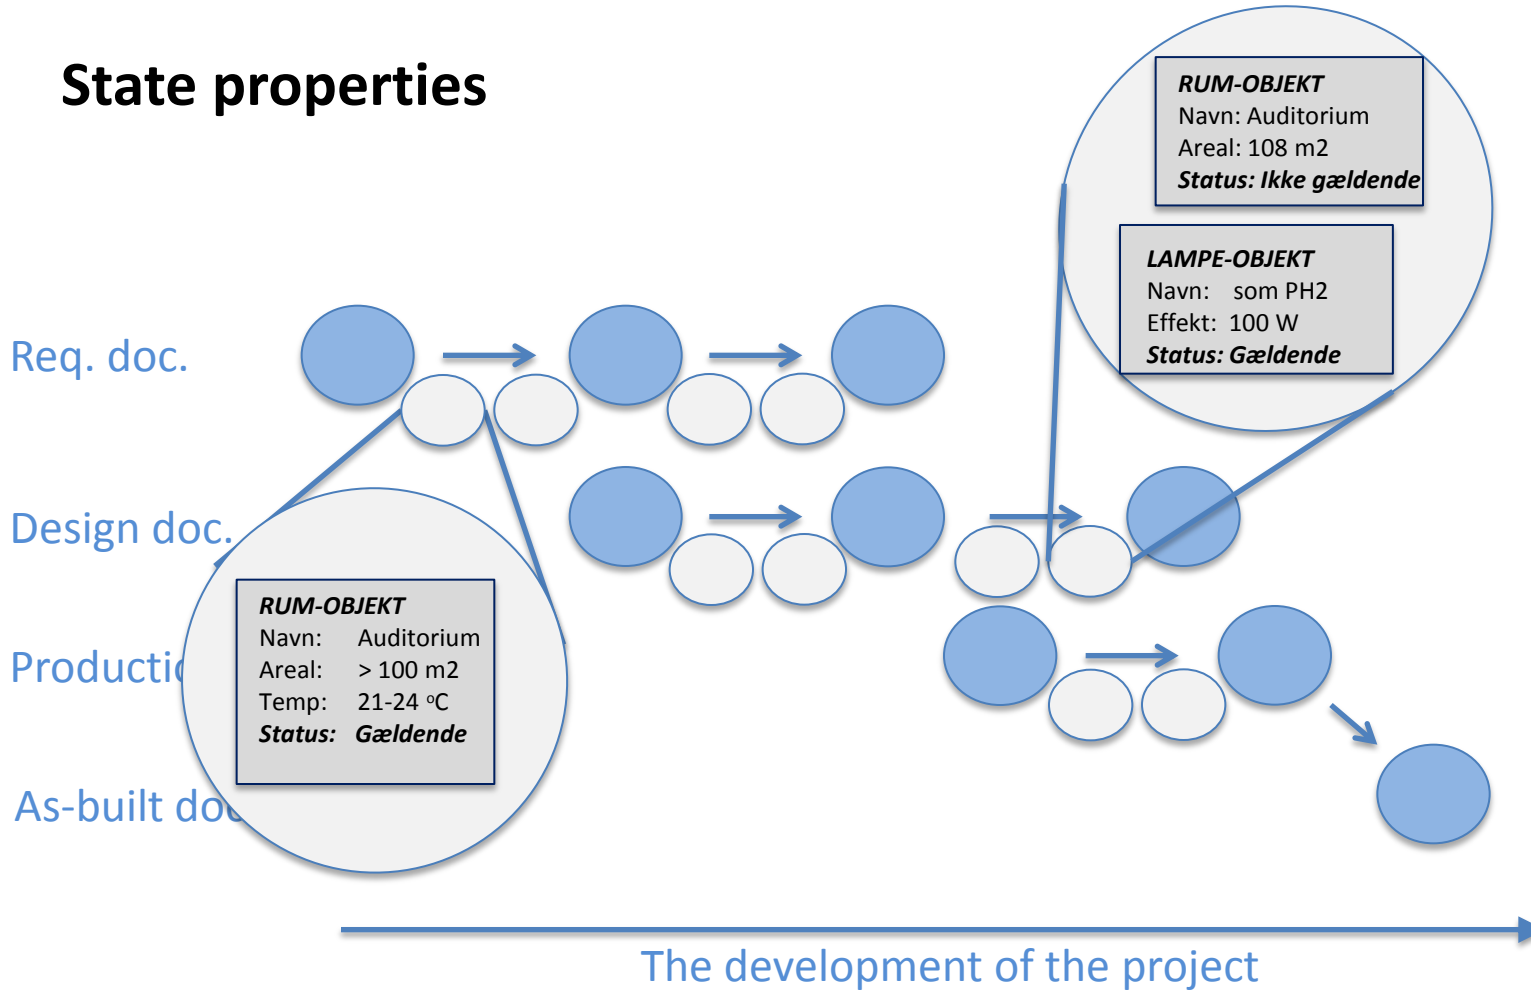 State properties
RUM-OBJEKT
Navn: Auditorium
Areal: 108 m2
Status: Ikke gældende
LAMPE-OBJEKT
Navn: som PH2
Effekt: 100 W
Status: Gældende
Req. doc.
Design doc.
RUM-OBJEKT
Navn: Auditorium
Areal: > 100 m2
Temp: 21-24 °C
Status: Gældende
As-built
The development of the project